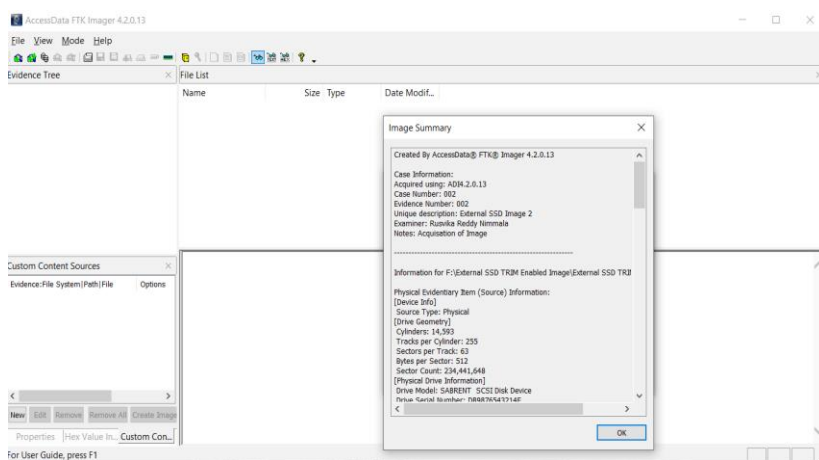 AccessData FTK Imager 4.2.0.13
File View Mode Help
Evidence Tree
File List
Name Size Type Date Modif...
Image Summary
Created By AccessData® FTK® Imager 4.2.0.13
Case Information:
Acquired using: ADI4.2.0.13
Case Number: 002
Evidence Number: 002
Unique description: External SSD Image 2
Examiner: Rusvika Reddy Nimmala
Notes: Acquisation of Image
--------------------------------------------------------------
Information for F:\External SSD TRIM Enabled Image\External SSD TRI
Physical Evidentiary Item (Source) Information:
[Device Info]
Source Type: Physical
[Drive Geometry]
Cylinders: 14,593
Tracks per Cylinder: 255
Sectors per Track: 63
Bytes per Sector: 512
Sector Count: 234,441,648
[Physical Drive Information]
Drive Model: SABRENT SCSI Disk Device
Drive Serial Number: DB9876543214E
OK
Custom Content Sources
Evidence:File System|Path|File Options
New Edit Remove Remove All Create Image
Properties Hex Value In... Custom Con...
For User Guide, press F1